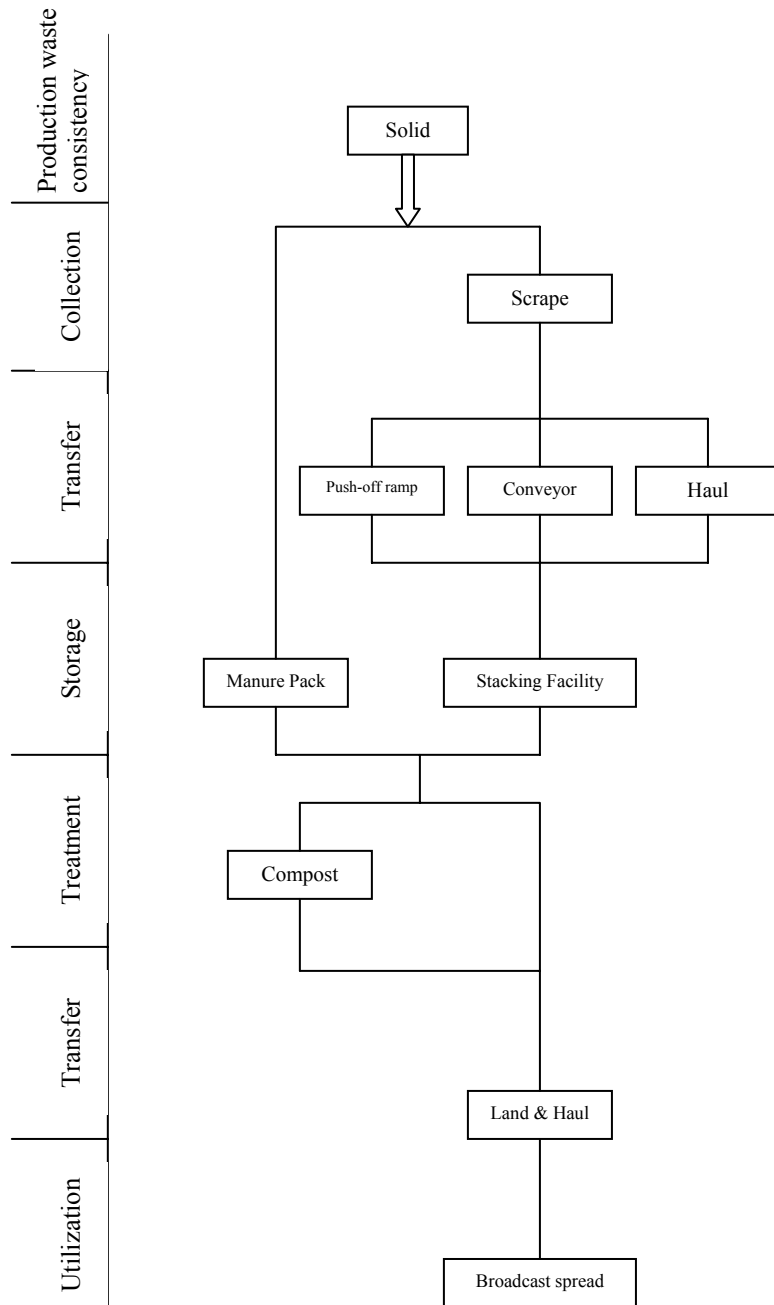 Production waste
consistency
Solid
Collection
Scrape
Transfer
Push-off ramp
Conveyor
Haul
Storage
Manure Pack
Stacking Facility
Treatment
Compost
Transfer
Land & Haul
Utilization
Broadcast spread